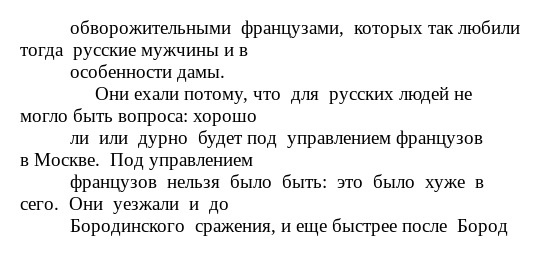 обворожительными французами, которых так любили
тогда русские мужчины и в
особенности дамы.
Они ехали потому, что для русских людей не
могло быть вопроса: хорошо
ли или дурно будет под управлением французов
в Москве. Под управлением
французов нельзя было быть: это было хуже в
сего. Они уезжали и до
Бородинского сражения, и еще быстрее после Бород